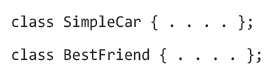 class SimpleCar { . . . . };
class BestFriend { . . . . };